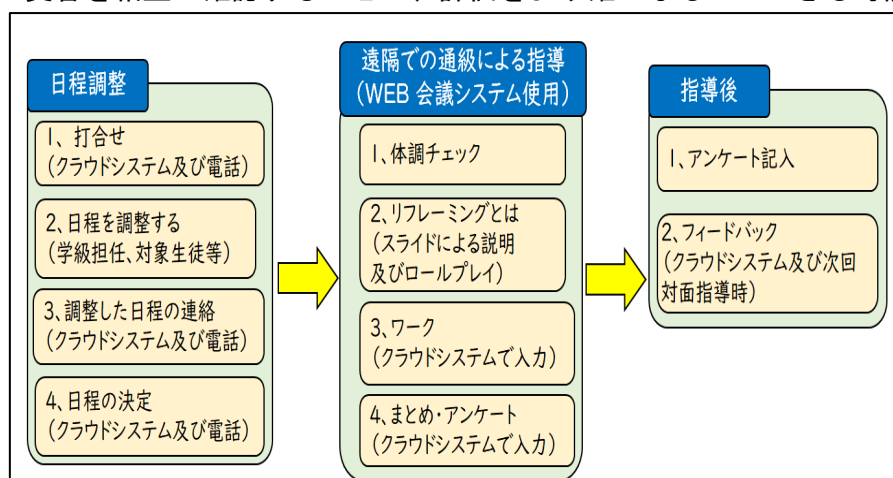 日程調整
1、打合せ
(クラウドシステム及び電話)
2、日程を調整する
(学級担任、対象生徒等)
3、調整した日程の連絡
(クラウドシステム及び電話)
4、日程の決定
(クラウドシステム及び電話)
遠隔での通級による指導
(WEB 会議システム使用)
1、体調チェック
2、リフレーミングとは
(スライドによる説明
及びロールプレイ)
3、ワーク
(クラウドシステムで入力)
4、まとめ・アンケート
(クラウドシステムで入力)
指導後
1、アンケート記入
2、フィードバック
(クラウドシステム及び次回
対面指導時)